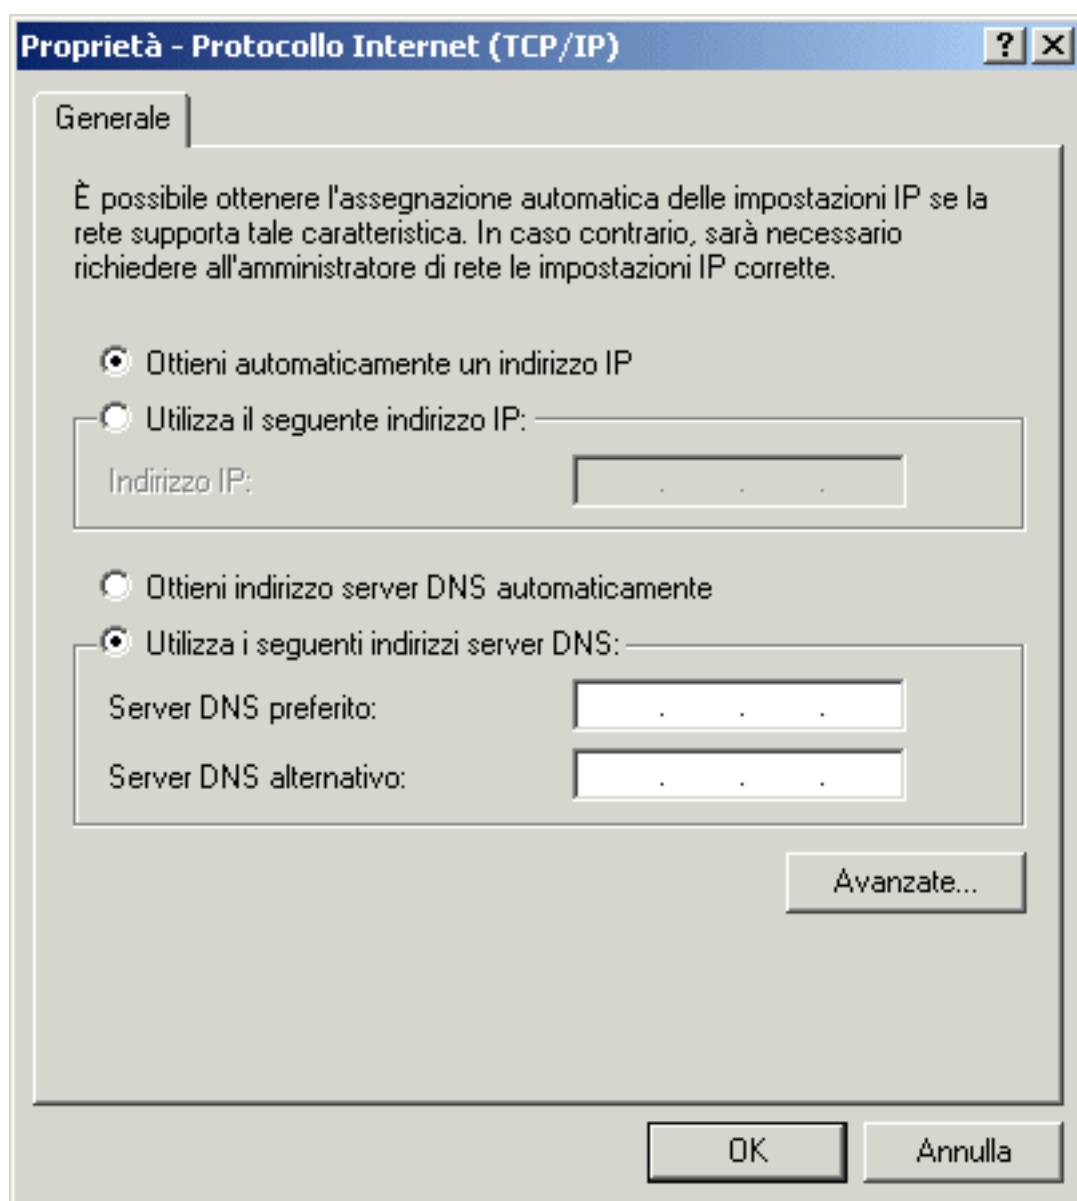 Proprietà - Protocollo Internet (TCP/IP)
Generale
È possibile ottenere l'assegnazione automatica delle impostazioni IP se la
rete supporta tale caratteristica. In caso contrario, sarà necessario
richiedere all'amministratore di rete le impostazioni IP corrette.
Ottieni automaticamente un indirizzo IP
Utilizza il seguente indirizzo IP:
Indirizzo IP: . . .
Ottieni indirizzo server DNS automaticamente
Utilizza i seguenti indirizzi server DNS:
Server DNS preferito: . . .
Server DNS alternativo: . . .
Avanzate...
OK Annulla